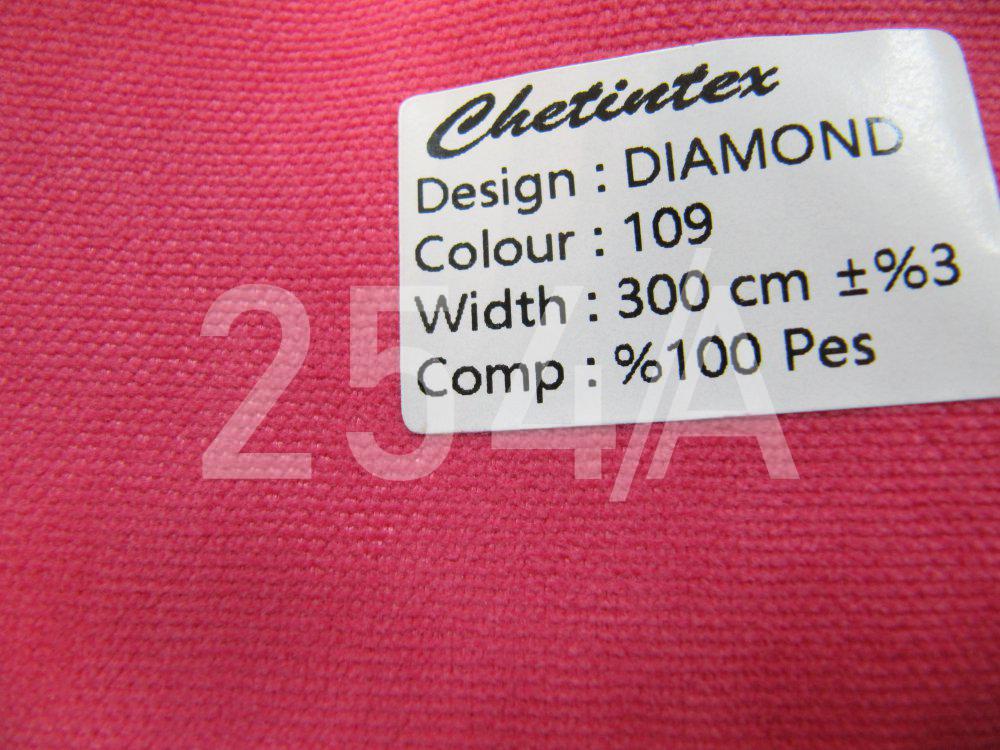 Chetintex
Design : DIAMOND
Colour : 109
Width : 300 cm ±%3
Comp : %100 Pes
254/A